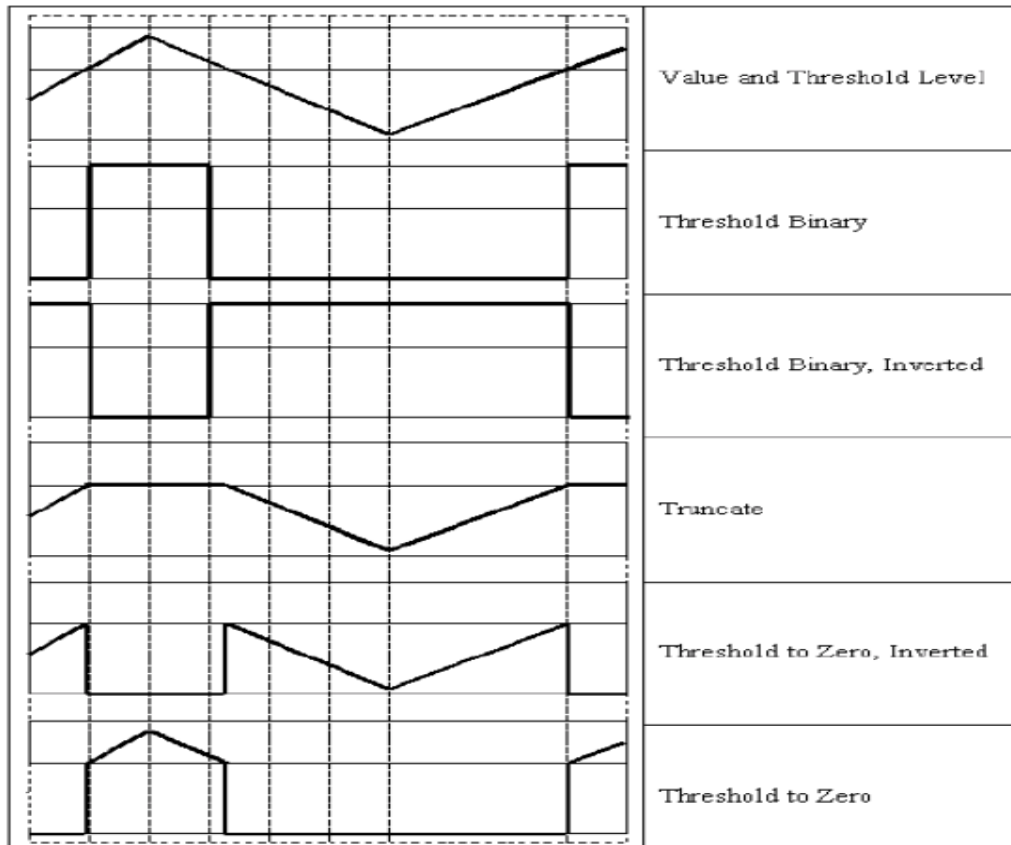 Value and Threshold Level
Threshold Binary
Threshold Binary, Inverted
Truncate
Threshold to Zero, Inverted
Threshold to Zero